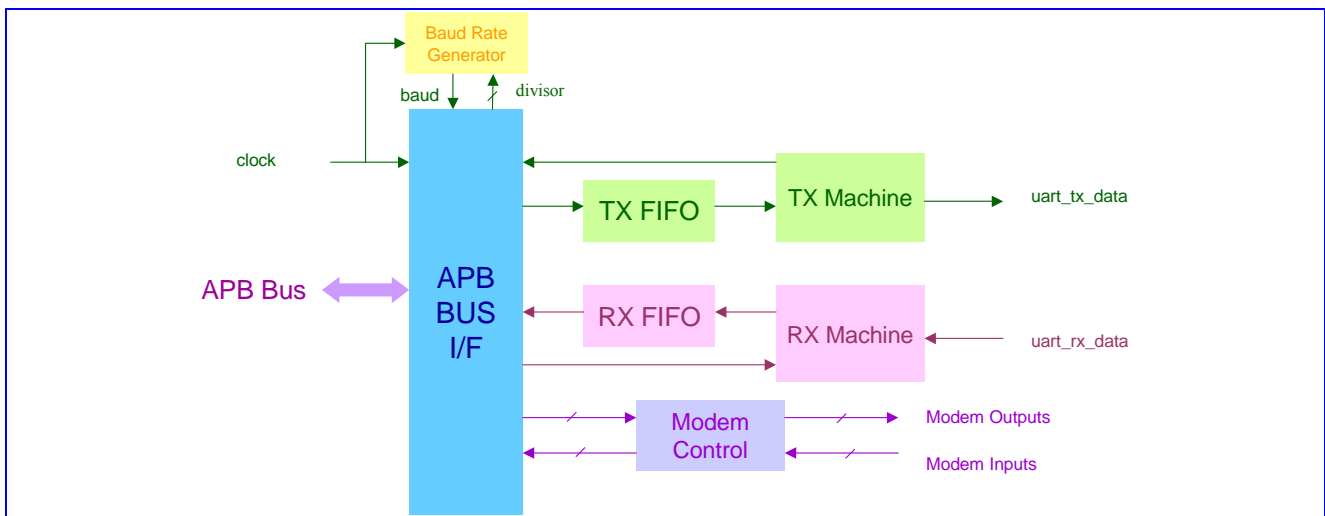 Baud Rate
Generator
baud
divisor
clock
TX FIFO
TX Machine
uart_tx_data
APB Bus
APB
BUS
I/F
RX FIFO
RX Machine
uart_rx_data
Modem
Control
Modem Outputs
Modem Inputs